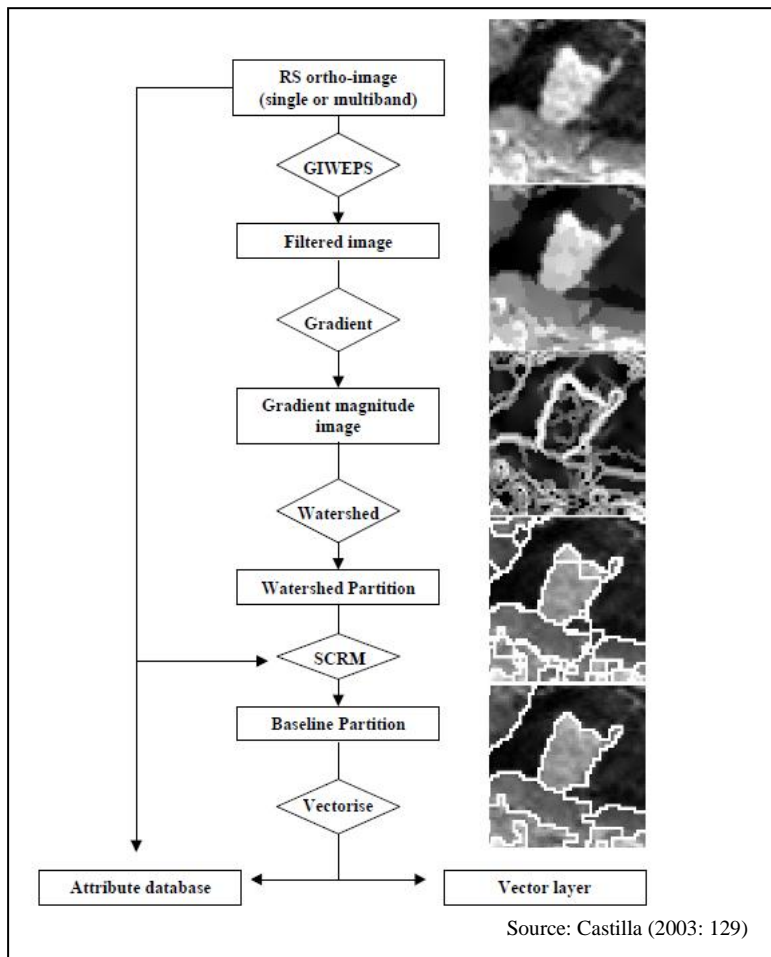 RS ortho-image
(single or multiband)
GIWEPS
Filtered image
Gradient
Gradient magnitude
image
Watershed
Watershed Partition
SCRM
Baseline Partition
Vectorise
Attribute database
Vector layer
Source: Castilla (2003: 129)